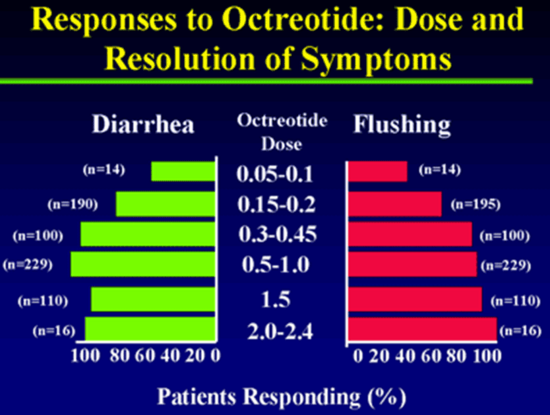 Responses to Octreotide: Dose and
Resolution of Symptoms
Diarrhea
Octreotide
Dose
Flushing
(n=14) 0.05-0.1 (n=14)
(n=190) 0.15-0.2 (n=195)
(n=100) 0.3-0.45 (n=100)
(n=229) 0.5-1.0 (n=229)
(n=110) 1.5 (n=110)
(n=16) 2.0-2.4 (n=16)
100 80 60 40 20 0 0 20 40 60 80 100
Patients Responding (%)